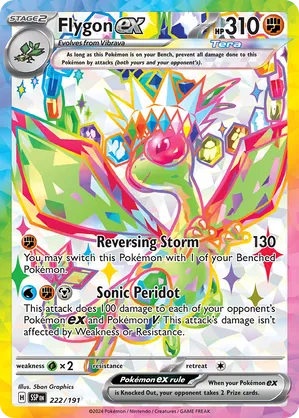 STAGE2 Flygon ex HP310
Evolves from Vibrava Tera
As long as this Pokémon is on your Bench, prevent all damage done to this
Pokémon by attacks (both yours and your opponent's).
Reversing Storm 130
You may switch this Pokémon with 1 of your Benched
Pokémon.
Sonic Peridot
This attack does 100 damage to each of your opponent's
Pokémon ex and Pokémon V. This attack's damage isn't
affected by Weakness or Resistance.
weakness ×2 resistance retreat
Pokémon ex rule
When your Pokémon ex
is Knocked Out, your opponent takes 2 Prize cards.
Illus. 5ban Graphics
H SSP EN 222/191
©2024 Pokémon / Nintendo / Creatures / GAME FREAK